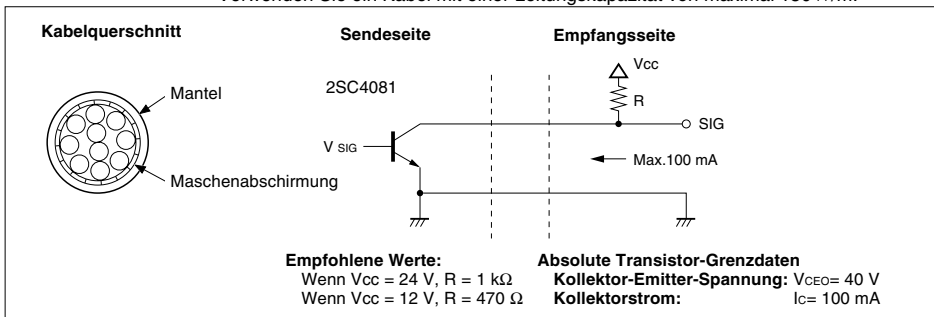 Kabelquerschnitt
Sendeseite
Empfangsseite
Vcc
Mantel
2SC4081
R
SIG
V SIG
Max.100 mA
Maschenabschirmung
Empfohlene Werte:
Wenn Vcc = 24 V, R = 1 kΩ
Wenn Vcc = 12 V, R = 470 Ω
Absolute Transistor-Grenzdaten
Kollektor-Emitter-Spannung: VCEO= 40 V
Kollektorstrom: IC= 100 mA